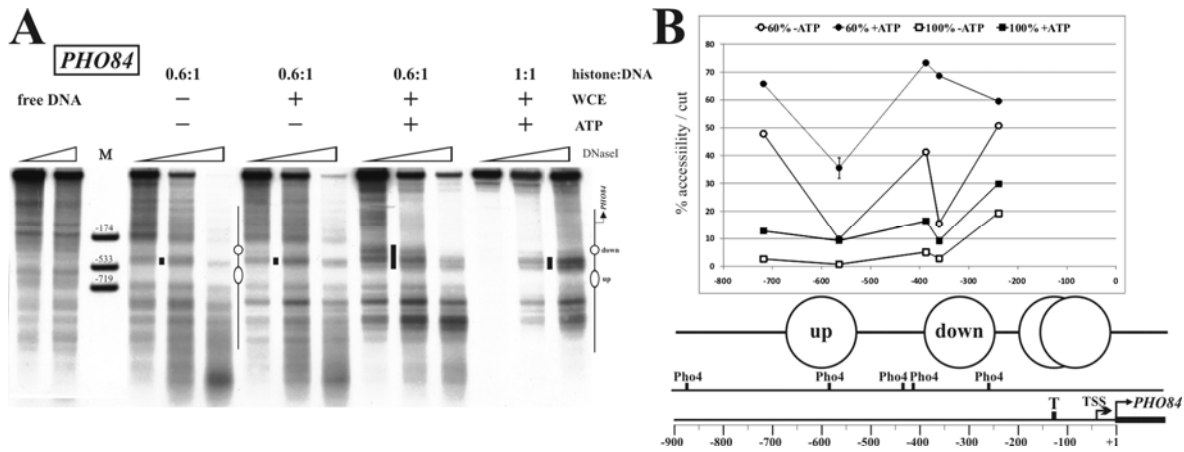 A
PHO84
0.6:1 0.6:1 0.6:1 1:1 histone:DNA
free DNA − + + + WCE
− − + + ATP
M DNaseI
-174
-533
-719
PHO84
down
up
B
60% -ATP 60% +ATP 100% -ATP 100% +ATP
% accessiility / cut
80
70
60
50
40
30
20
10
0
-800 -700 -600 -500 -400 -300 -200 -100 0
up down
Pho4 Pho4 Pho4 Pho4 Pho4
T TSS PHO84
-900 -800 -700 -600 -500 -400 -300 -200 -100 +1